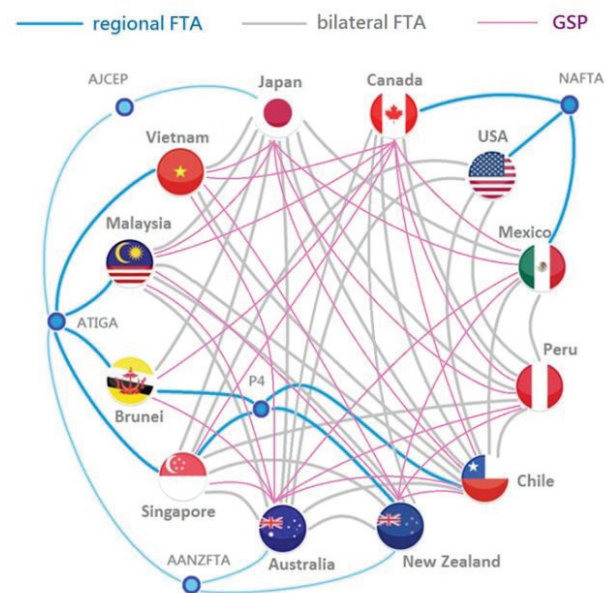 regional FTA bilateral FTA GSP
AJCEP Japan Canada NAFTA
Vietnam USA
Malaysia Mexico
ATIGA
Peru
P4
Brunei
Chile
Singapore
AANZFTA Australia New Zealand